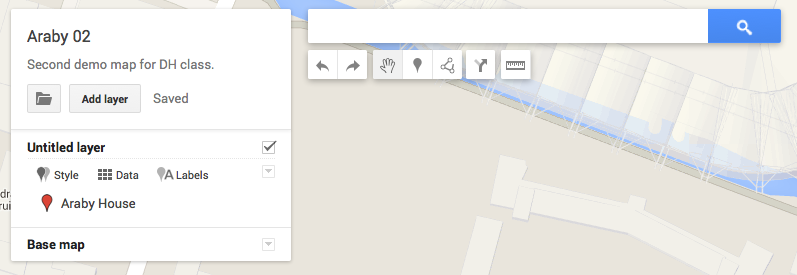 Araby 02
Second demo map for DH class.
Add layer
Saved
Untitled layer
Style
Data
Labels
Araby House
Base map